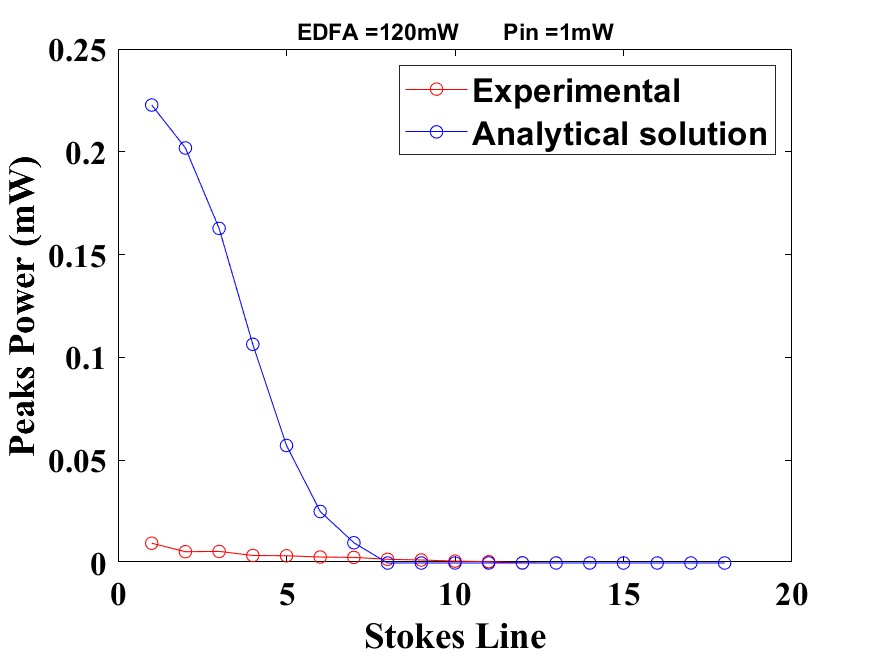 EDFA =120mW Pin =1mW
Experimental
Analytical solution
Peaks Power (mW)
0.25
0.2
0.15
0.1
0.05
0
0 5 10 15 20
Stokes Line